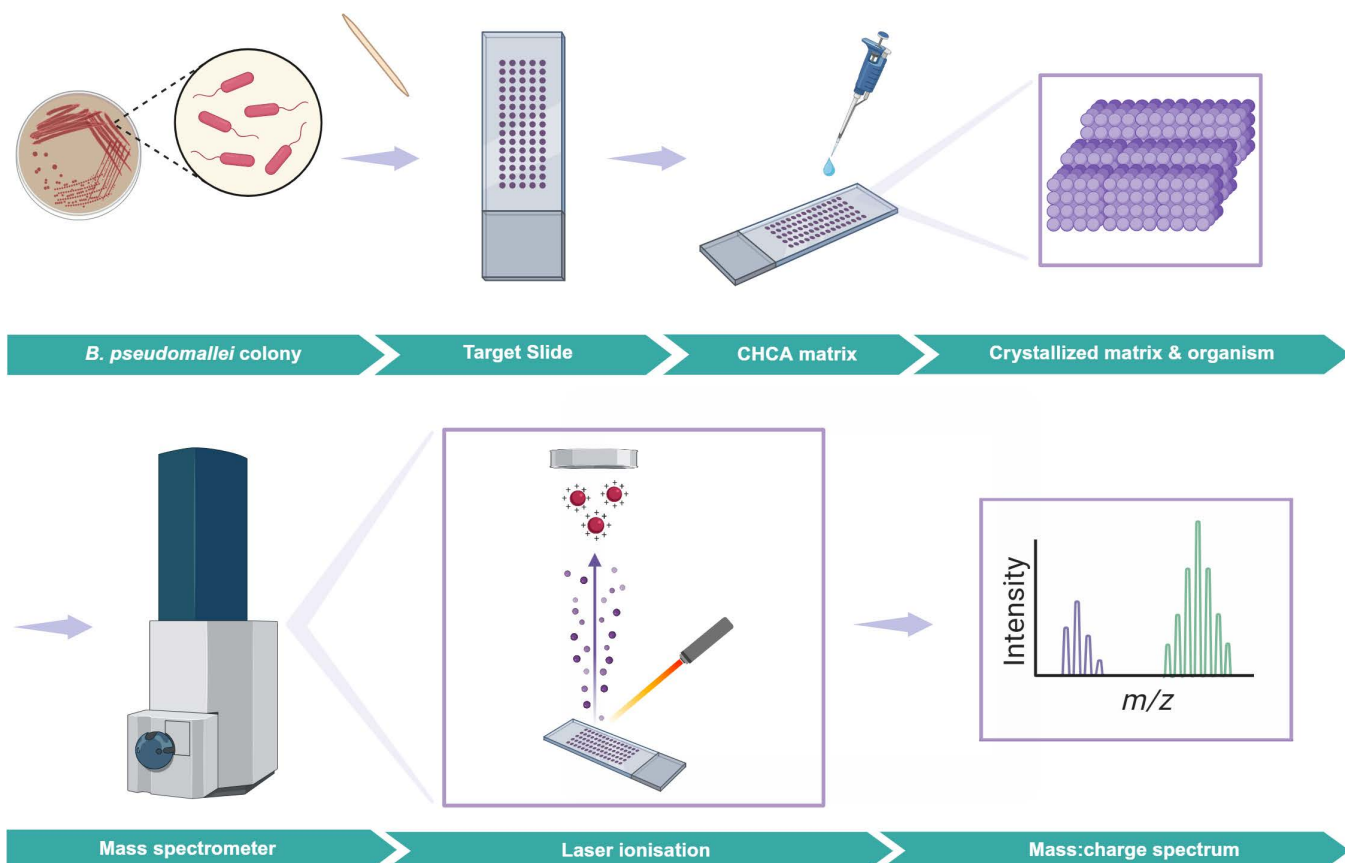 B. pseudomallei colony
Target Slide
CHCA matrix
Crystallized matrix & organism
Intensity
m/z
Mass spectrometer
Laser ionisation
Mass:charge spectrum